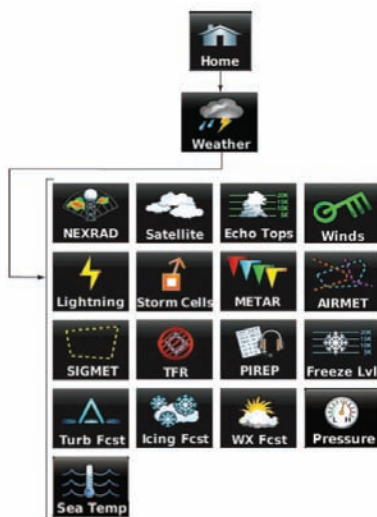 Home
Weather
NEXRAD Satellite Echo Tops Winds
Lightning Storm Cells METAR AIRMET
SIGMET TFR PIREP Freeze Lvl
Turb Fcst Icing Fcst WX Fcst Pressure
Sea Temp